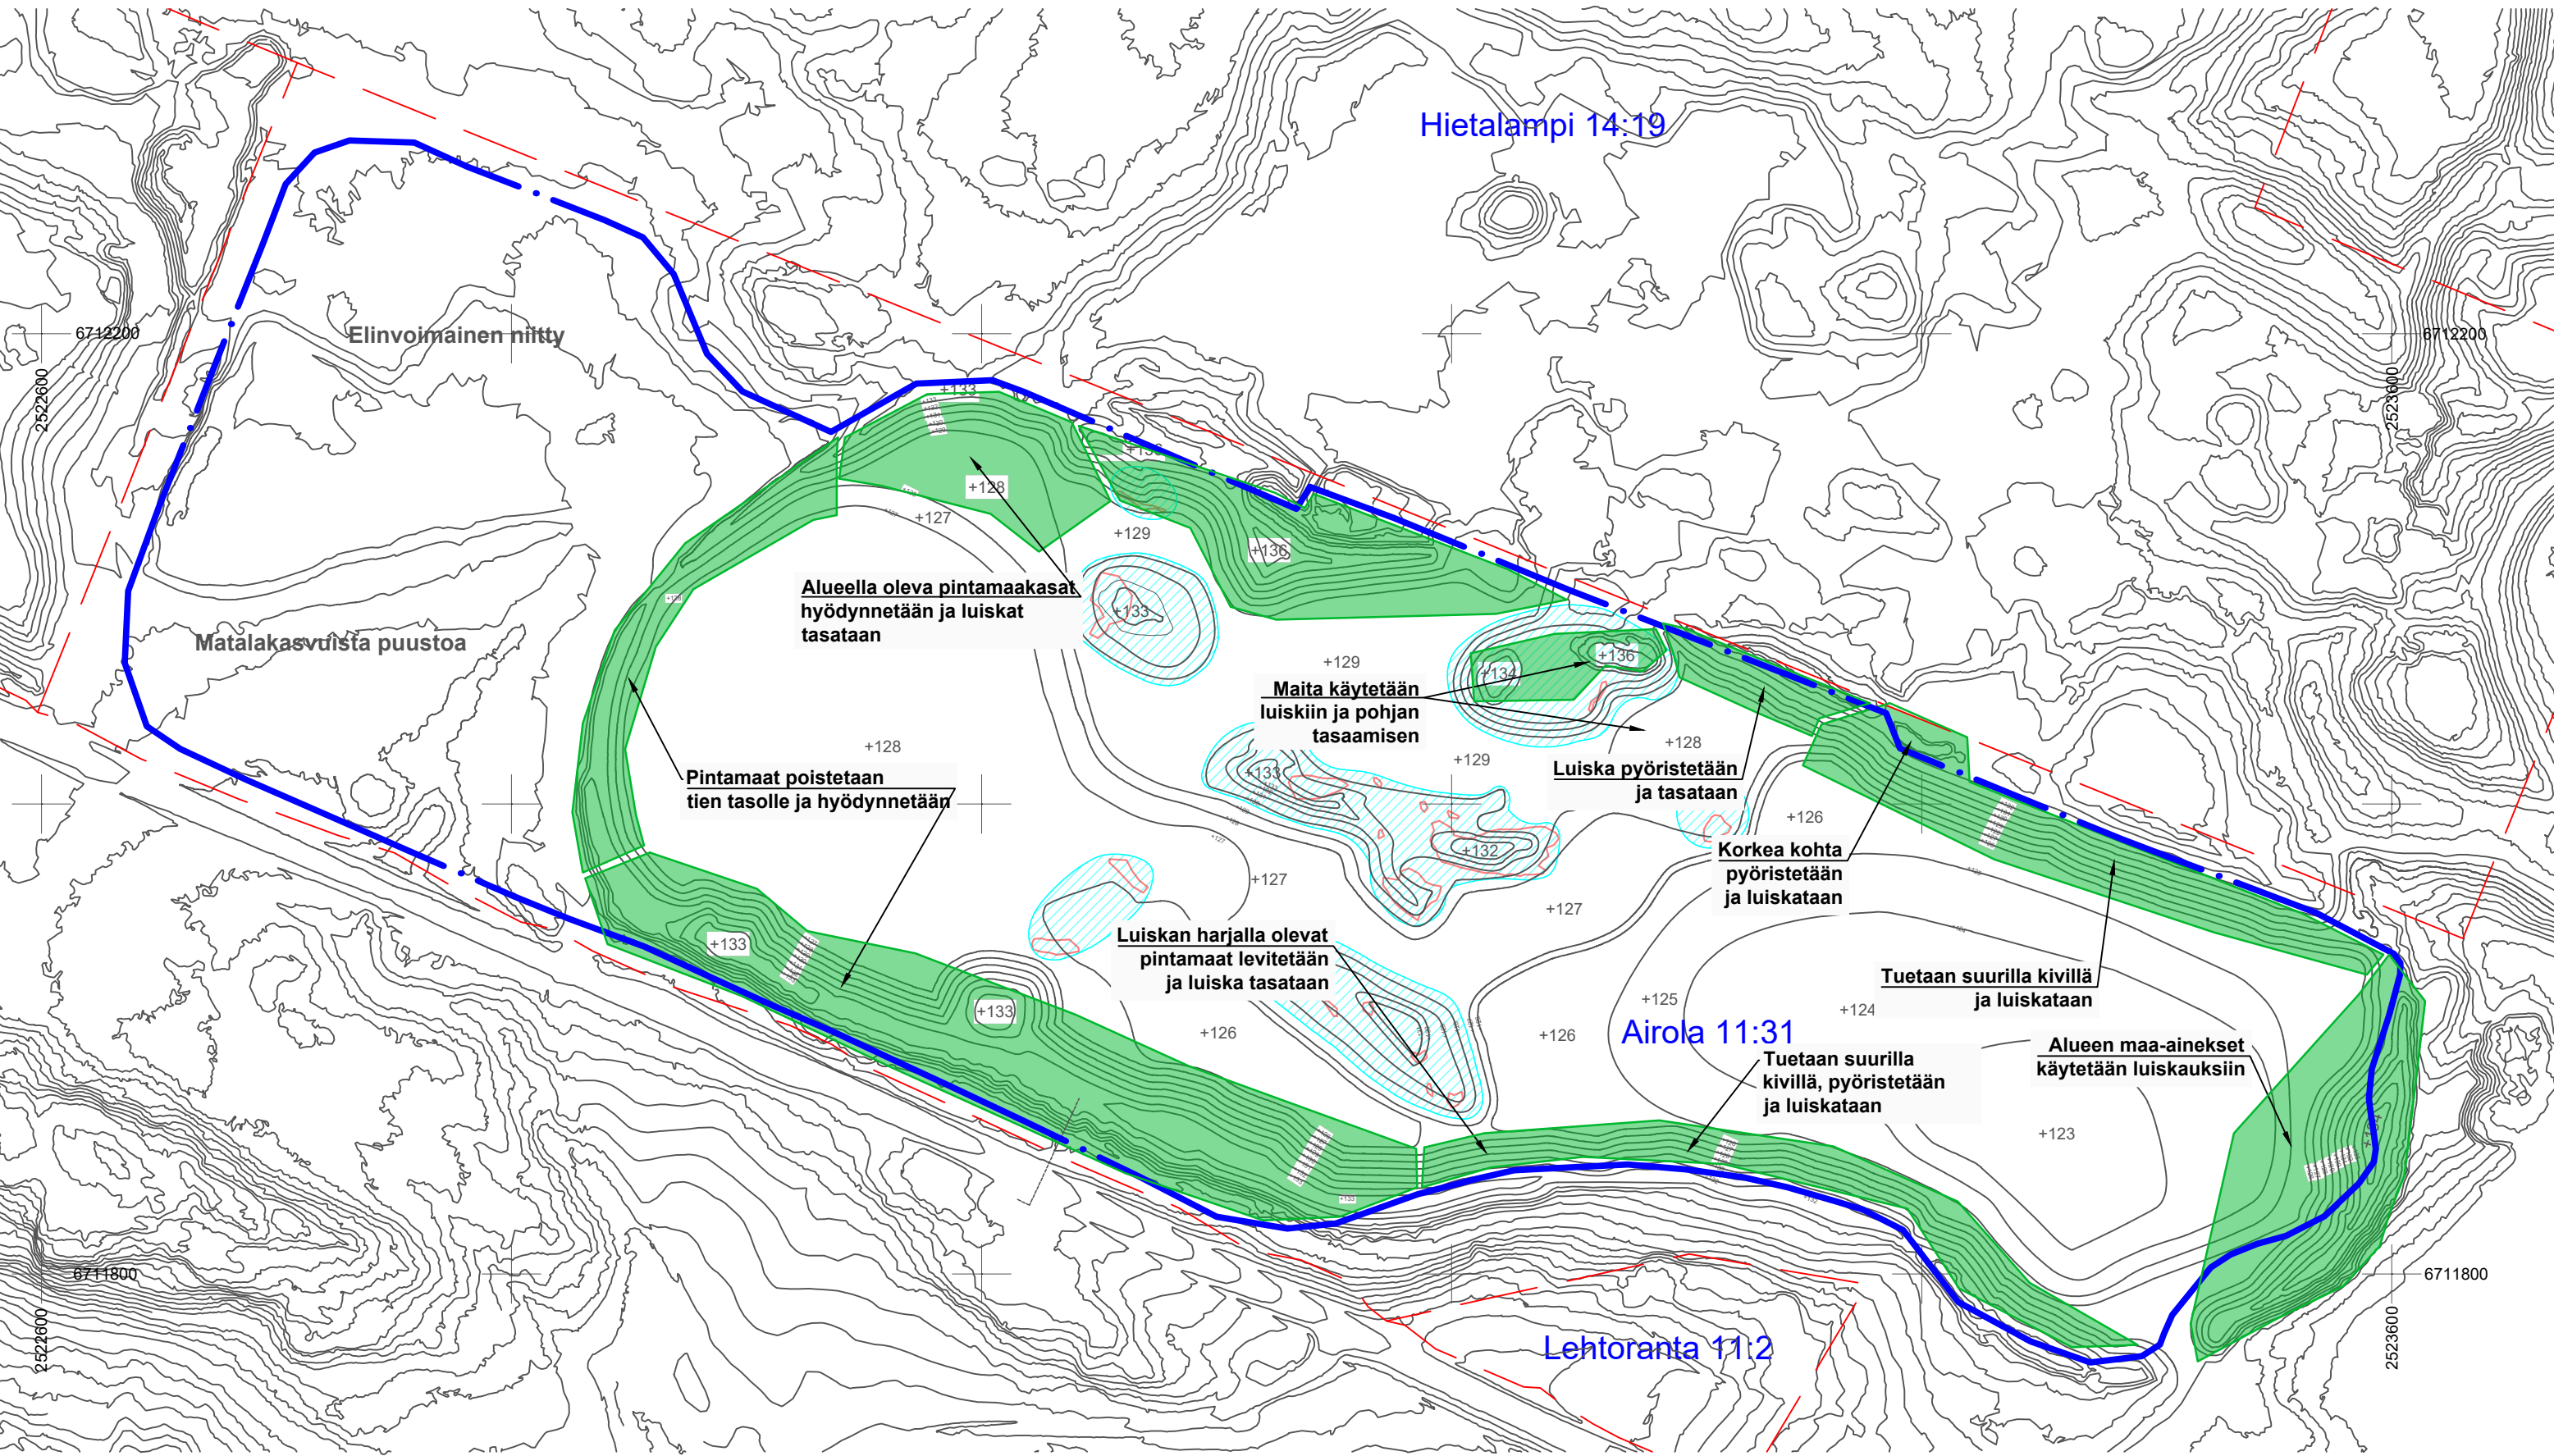 Hietalampi 14:19
6712200
Elinvoimainen niitty
6712200
2522600
2523600
+133
+128
+127
+129
+136
Alueella oleva pintamaakasat
hyödynnetään ja luiskat
tasataan
+133
Matalakasvuista puustoa
+129
+136
+134
Maita käytetään
luiskiin ja pohjan
tasaamisen
+128
+128
+129
Luiska pyöristetään
ja tasataan
Pintamaat poistetaan
tien tasolle ja hyödynnetään
+133
+126
+132
Korkea kohta
pyöristetään
ja luiskataan
+127
+127
+133
Luiskan harjalla olevat
pintamaat levitetään
ja luiska tasataan
Tuetaan suurilla kivillä
ja luiskataan
+125
+124
+133
+126
+126
Airola 11:31
Alueen maa-ainekset
käytetään luiskauksiin
Tuetaan suurilla
kivillä, pyöristetään
ja luiskataan
+123
+133
6711800
6711800
2522600
2523600
Lehtoranta 11:2